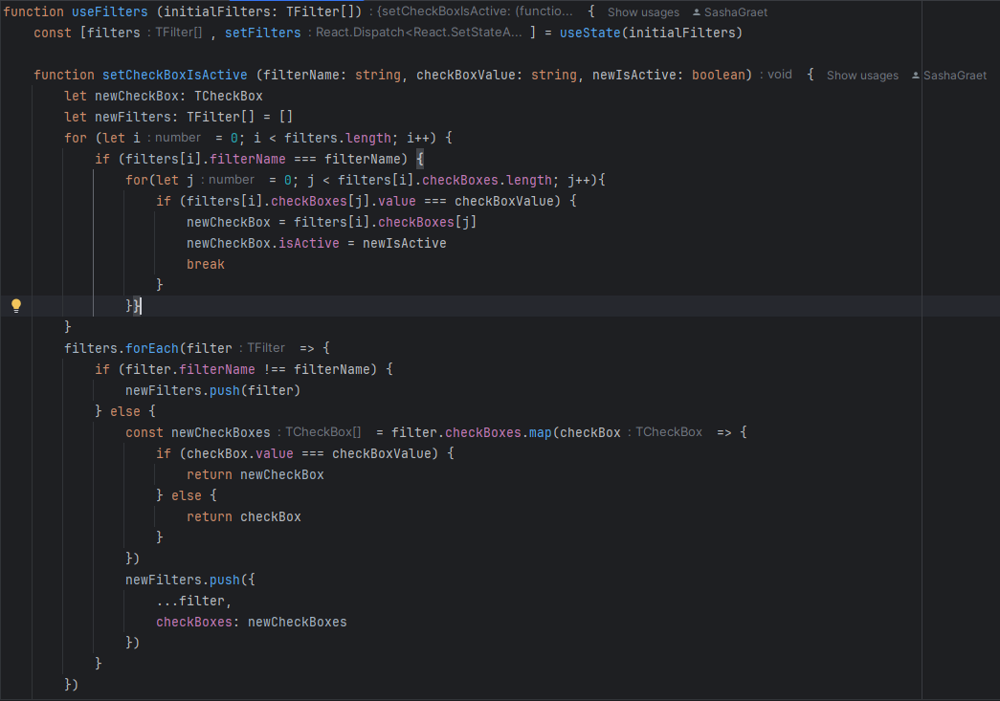 function useFilters (initialFilters: TFilter[]) : {setCheckBoxIsActive: (functio... { Show usages SashaGraet
const [filters : TFilter[] , setFilters : React.Dispatch<React.SetStateA... ] = useState(initialFilters)
function setCheckBoxIsActive (filterName: string, checkBoxValue: string, newIsActive: boolean) : void { Show usages SashaGraet
let newCheckBox: TCheckBox
let newFilters: TFilter[] = []
for (let i : number = 0; i < filters.length; i++) {
if (filters[i].filterName === filterName) {
for(let j : number = 0; j < filters[i].checkBoxes.length; j++){
if (filters[i].checkBoxes[j].value === checkBoxValue) {
newCheckBox = filters[i].checkBoxes[j]
newCheckBox.isActive = newIsActive
break
}
}}
}
filters.forEach(filter : TFilter => {
if (filter.filterName !== filterName) {
newFilters.push(filter)
} else {
const newCheckBoxes : TCheckBox[] = filter.checkBoxes.map(checkBox : TCheckBox => {
if (checkBox.value === checkBoxValue) {
return newCheckBox
} else {
return checkBox
}
})
newFilters.push({
...filter,
checkBoxes: newCheckBoxes
})
}
})